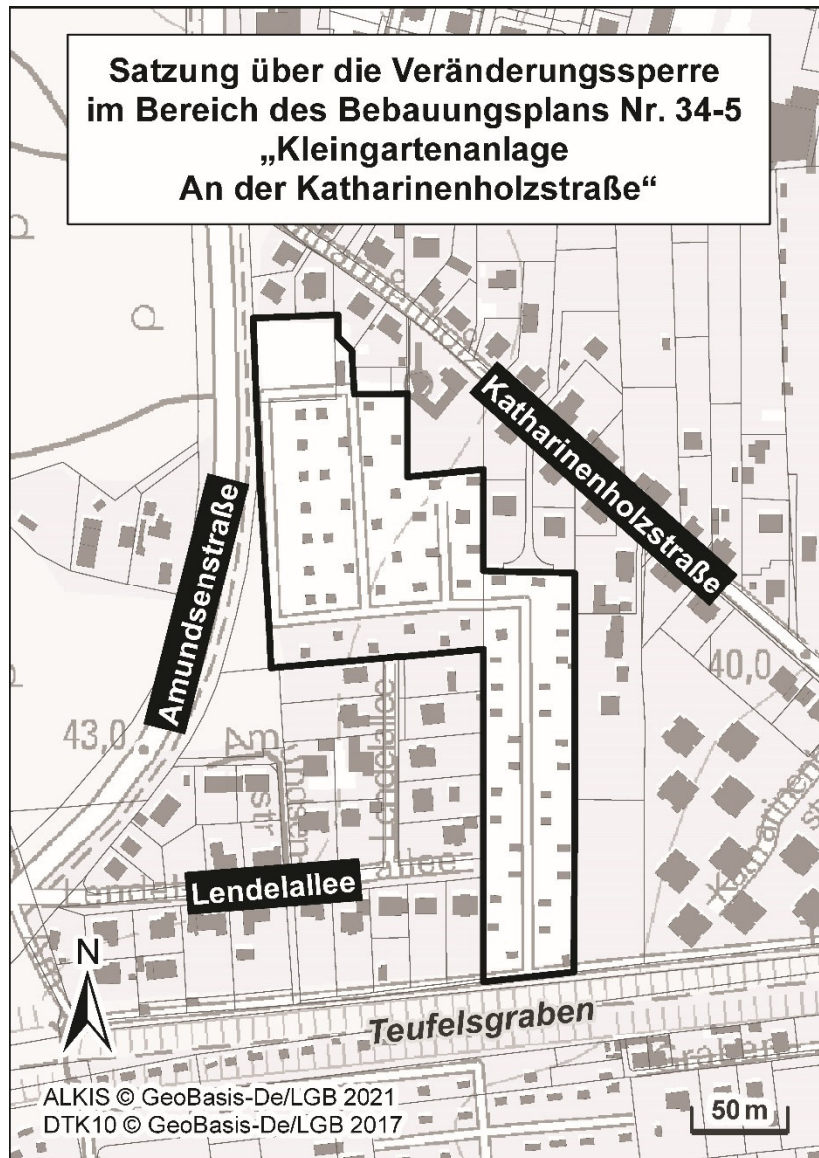 Satzung über die Veränderungssperre
im Bereich des Bebauungsplans Nr. 34-5
„Kleingartenanlage
An der Katharinenholzstraße“
Katharinenholzstraße
Amundsenstraße
40,0
43,0
Lendelallee
Lendelallee
N
Teufelsgraben
ALKIS © GeoBasis-De/LGB 2021
DTK10 © GeoBasis-De/LGB 2017
50 m